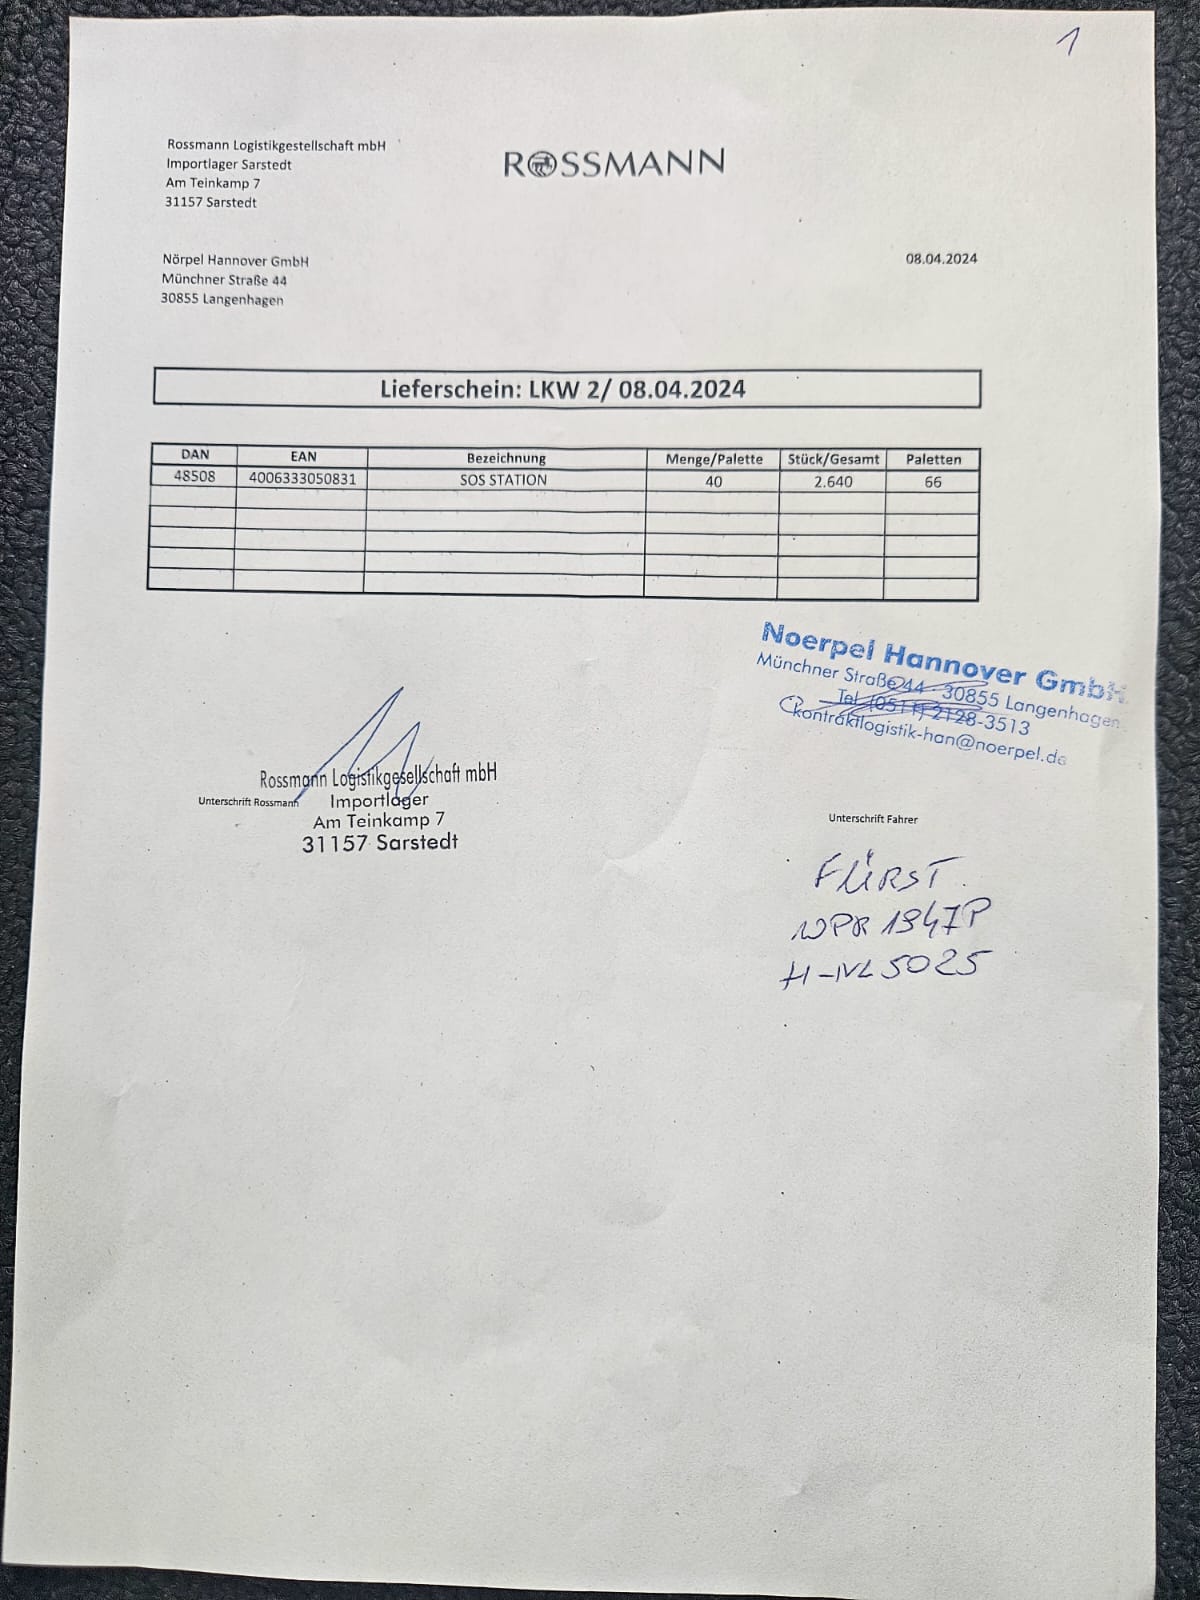 1
Rossmann Logistikgestellschaft mbH
Importlager Sarstedt
Am Teinkamp 7
31157 Sarstedt
ROSSMANN
Nörpel Hannover GmbH
Münchner Straße 44
30855 Langenhagen
08.04.2024
Lieferschein: LKW 2/ 08.04.2024
DAN EAN Bezeichnung Menge/Palette Stück/Gesamt Paletten
48508 4006333050831 SOS STATION 40 2.640 66
Noerpel Hannover GmbH
Münchner Straße 44 · 30855 Langenhagen
Tel. (0511) 2128-3513
kontraktlogistik-han@noerpel.de
Rossmann Logistikgesellschaft mbH
Unterschrift Rossmann Importlager
Am Teinkamp 7
31157 Sarstedt
Unterschrift Fahrer
FÜRST
WPR 1947P
H-NL 5025